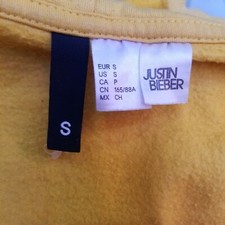 S
EUR S
US S
CA P
CN 165/88A
MX CH
JUSTIN
BIEBER